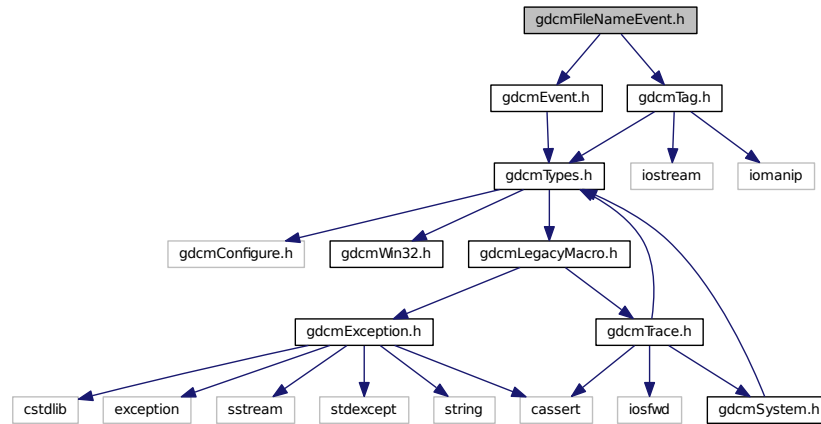 gdcmFileNameEvent.h
gdcmEvent.h
gdcmTag.h
gdcmTypes.h
iostream
iomanip
gdcmConfigure.h
gdcmWin32.h
gdcmLegacyMacro.h
gdcmException.h
gdcmTrace.h
cstdlib
exception
sstream
stdexcept
string
cassert
iosfwd
gdcmSystem.h